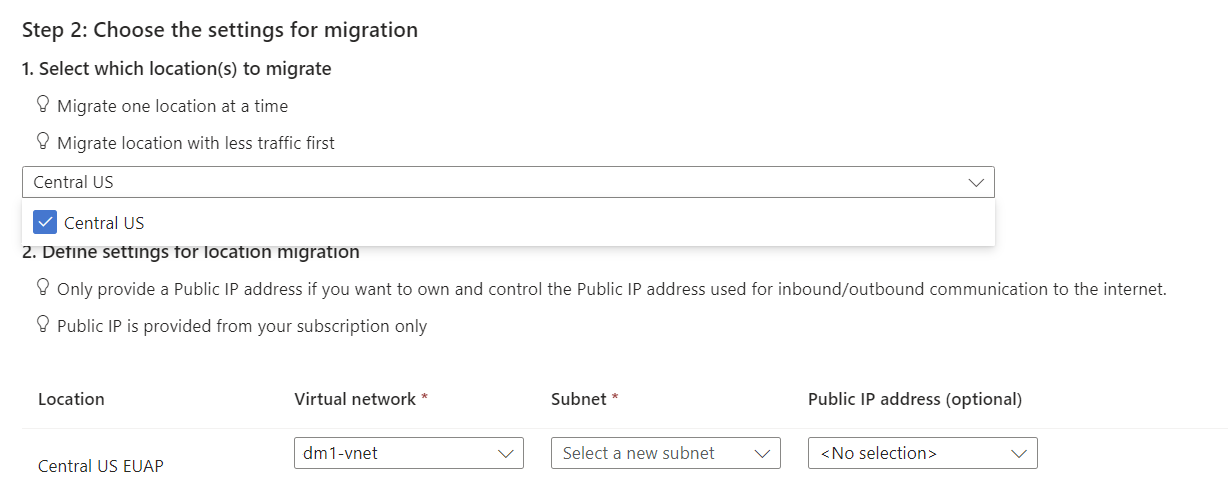 Step 2: Choose the settings for migration
1. Select which location(s) to migrate
Migrate one location at a time
Migrate location with less traffic first
Central US
Central US
2. Define settings for location migration
Only provide a Public IP address if you want to own and control the Public IP address used for inbound/outbound communication to the internet.
Public IP is provided from your subscription only
Location Virtual network * Subnet * Public IP address (optional)
Central US EUAP dm1-vnet Select a new subnet <No selection>